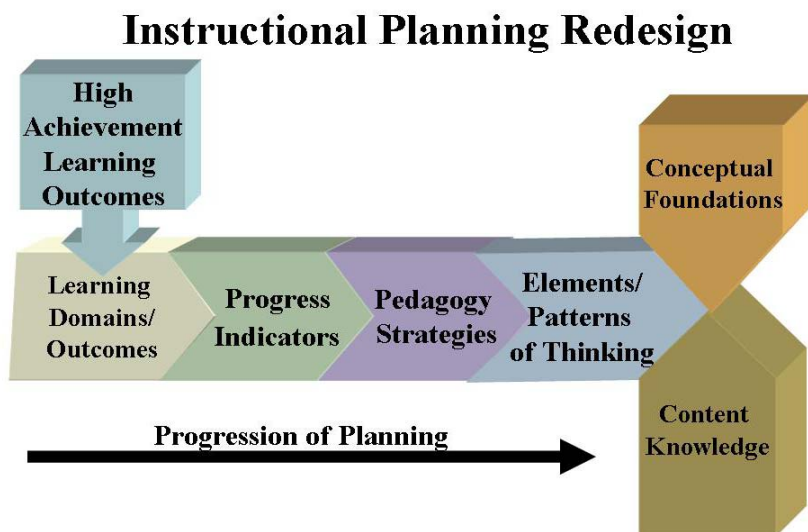 Instructional Planning Redesign
High
Achievement
Learning
Outcomes
Learning
Domains/
Outcomes
Progress
Indicators
Pedagogy
Strategies
Elements/
Patterns
of Thinking
Conceptual
Foundations
Content
Knowledge
Progression of Planning